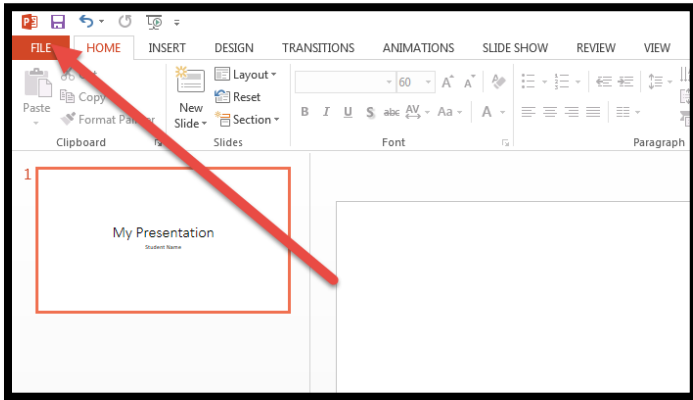 FILE HOME INSERT DESIGN TRANSITIONS ANIMATIONS SLIDE SHOW REVIEW VIEW
Paste
Copy
Format
New
Slide
Layout
Reset
Section
60 A A
B I U S abc AV Aa A
Clipboard Slides Font Paragraph
1
My Presentation
Student Name